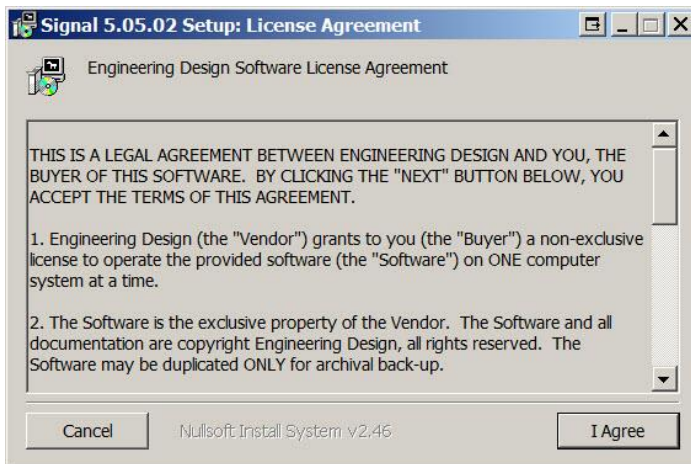 Signal 5.05.02 Setup: License Agreement
Engineering Design Software License Agreement
THIS IS A LEGAL AGREEMENT BETWEEN ENGINEERING DESIGN AND YOU, THE
BUYER OF THIS SOFTWARE.  BY CLICKING THE "NEXT" BUTTON BELOW, YOU
ACCEPT THE TERMS OF THIS AGREEMENT.
1. Engineering Design (the "Vendor") grants to you (the "Buyer") a non-exclusive
license to operate the provided software (the "Software") on ONE computer
system at a time.
2. The Software is the exclusive property of the Vendor.  The Software and all
documentation are copyright Engineering Design, all rights reserved.  The
Software may be duplicated ONLY for archival back-up.
Cancel
Nullsoft Install System v2.46
I Agree